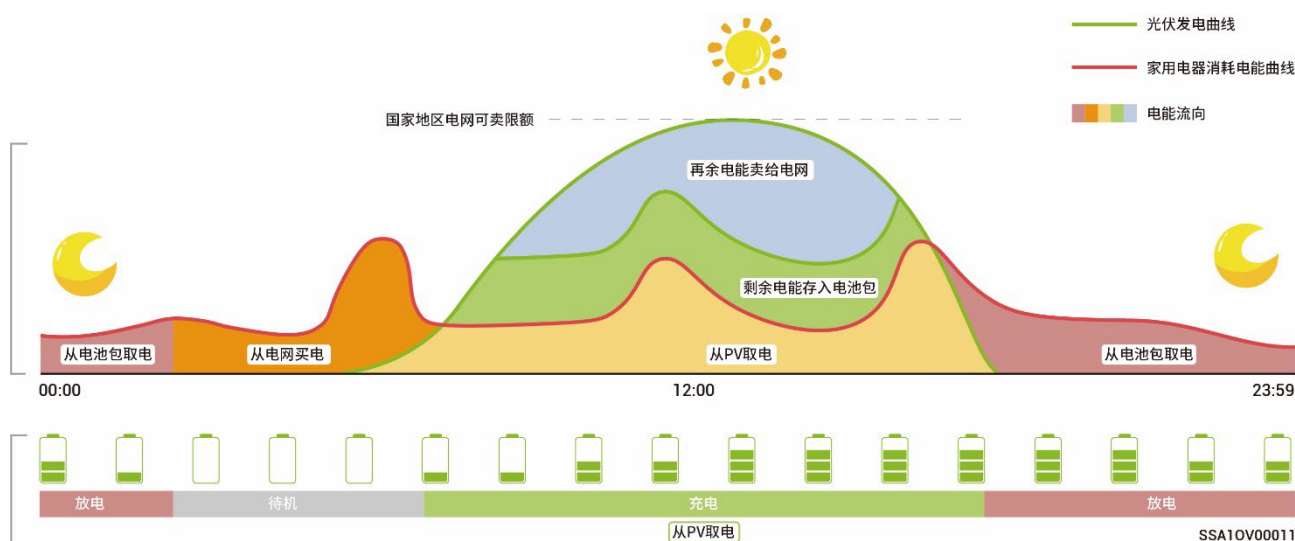 光伏发电曲线
家用电器消耗电能曲线
电能流向
国家地区电网可卖限额
再余电能卖给电网
剩余电能存入电池包
从电池包取电
从电网买电
从PV取电
从电池包取电
00:00
12:00
23:59
放电
待机
充电
放电
从PV取电
SSA1OV00011